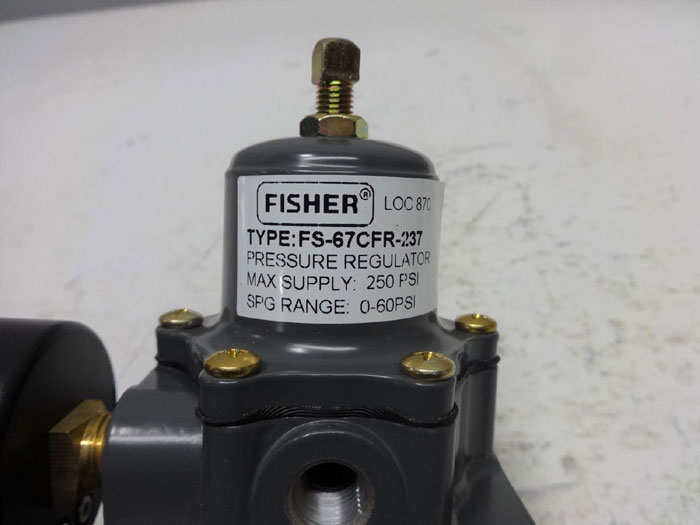 FISHER® LOC 870
TYPE:FS-67CFR-237
PRESSURE REGULATOR
MAX SUPPLY: 250 PSI
SPG RANGE: 0-60PSI